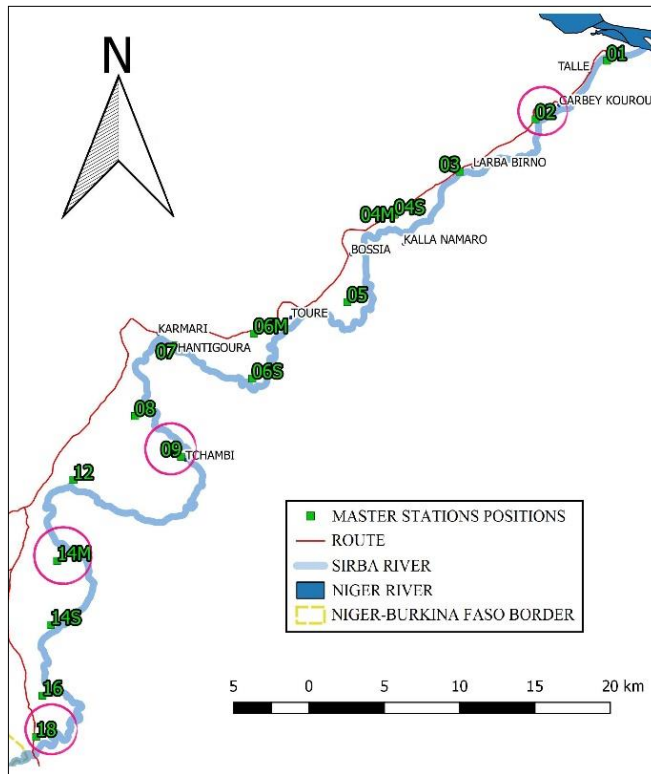 N
01
TALLE
GARBEY KOUROU
02
03
LARBA BIRNO
04M
04S
KALLA NAMARO
BOSSIA
05
TOURE
KARMARI
06M
07
HANTIGOURA
06S
08
09
TCHAMBI
12
14M
14S
16
18
MASTER STATIONS POSITIONS
ROUTE
SIRBA RIVER
NIGER RIVER
NIGER-BURKINA FASO BORDER
5 0 5 10 15 20 km